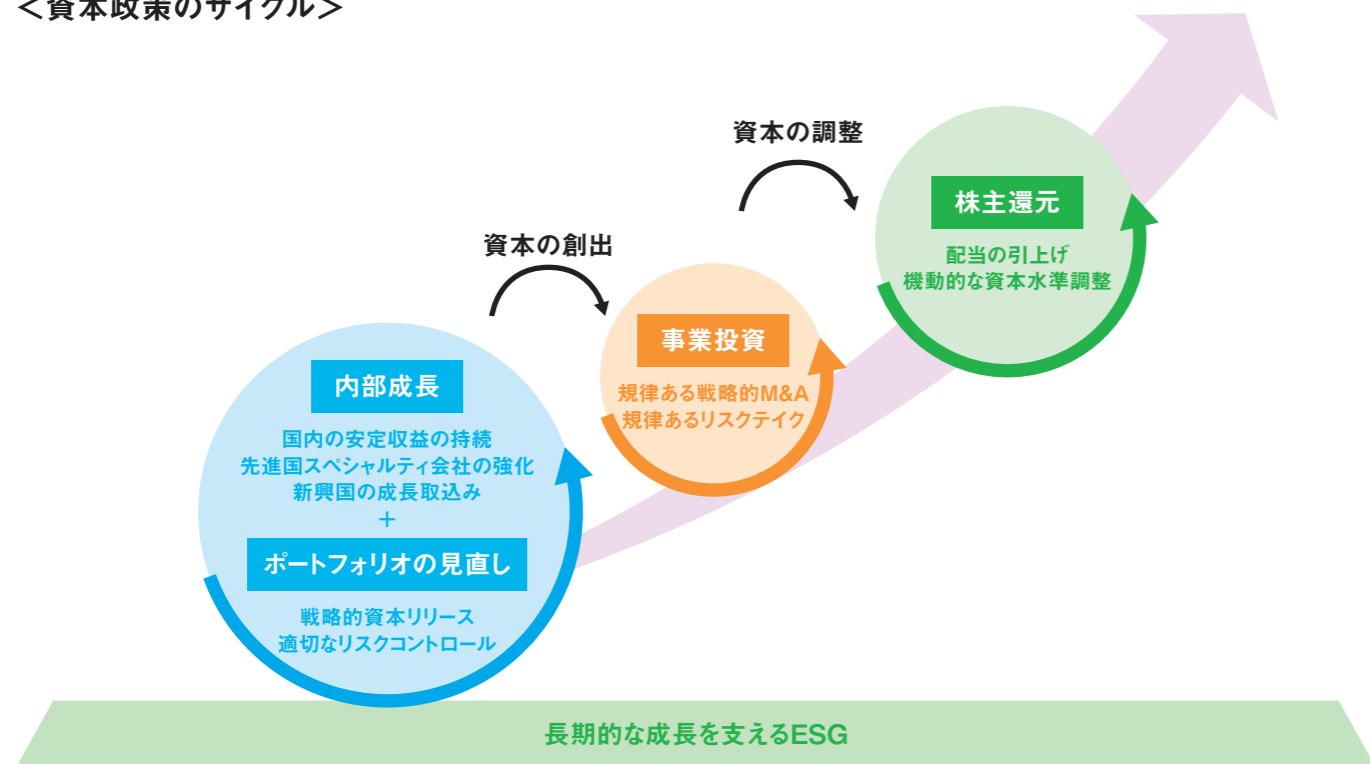 ＜資本政策のサイクル＞
資本の調整
株主還元
配当の引上げ
機動的な資本水準調整
資本の創出
事業投資
規律ある戦略的M&A
規律あるリスクテイク
内部成長
国内の安定収益の持続
先進国スペシャルティ会社の強化
新興国の成長取込み
＋
ポートフォリオの見直し
戦略的資本リリース
適切なリスクコントロール
長期的な成長を支えるESG